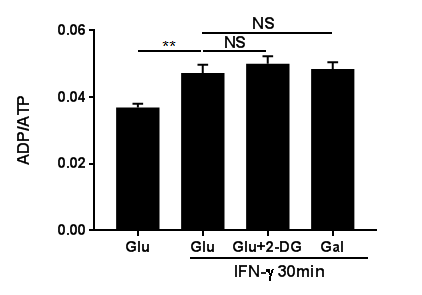 NS
** NS
0.06
0.04
0.02
0.00
ADP/ATP
Glu Glu Glu+2-DG Gal
IFN-γ 30min